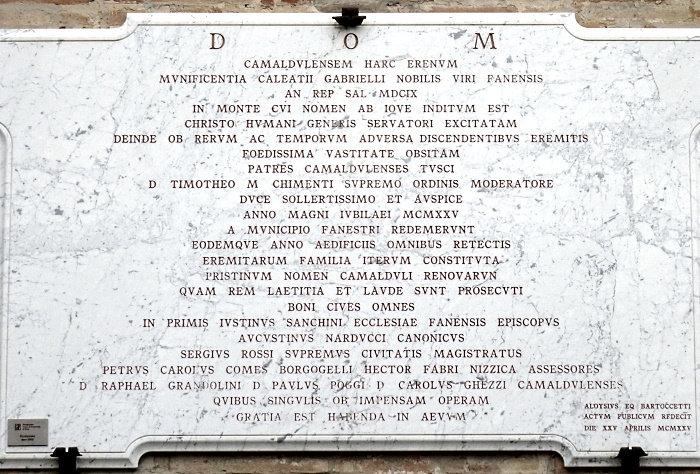 D O M
CAMALDVLENSEM HARC ERENVM
MVNIFICENTIA CALEATII GABRIELLI NOBILIS VIRI FANENSIS
AN REP SAL MDCIX
IN MONTE CVI NOMEN AB IQVE INDITVM EST
CHRISTO HVMANI GENERIS SERVATORI EXCITATAM
DEINDE OB RERVM AC TEMPORVM ADVERSA DISCENDENTIBVS EREMITIS
FOEDISSIMA VASTITATE OBSITAM
PATRES CAMALDVLENSES TVSCI
D TIMOTHEO M CHIMENTI SVPREMO ORDINIS MODERATORE
DVCE SOLLERTISSIMO ET AVSPICE
ANNO MAGNI IVBILAEI MCMXXV
A MVNICIPIO FANESTRI REDEMERVNT
EODEMQVE ANNO AEDIFICIIS OMNIBVS RETECTIS
EREMITARVM FAMILIA ITERVM CONSTITVTA
PRISTINVM NOMEN CAMALDVLI RENOVARVN
QVAM REM LAETITIA ET LAVDE SVNT PROSECVTI
BONI CIVES OMNES
IN PRIMIS IVSTINVS SANCHINI ECCLESIAE FANENSIS EPISCOPVS
AVCVSTINVS NARDVCCI CANONICVS
SERGIVS ROSSI SVPREMVS CIVITATIS MAGISTRATVS
PETRVS CAROLVS COMES BORGOGELLI HECTOR FABRI NIZZICA ASSESSORES
D RAPHAEL GRANDOLINI D PAVLVS POGGI D CAROLVS GHEZZI CAMALDVLENSES
QVIBVS SINGVLIS OB IMPENSAM OPERAM
GRATIA EST HABENDA IN AEVVM
ALOYSIVS EQ BARTOCCETTI
ACTVM PVBLICVM REDECIT
DIE XXV APRILIS MCMXXV